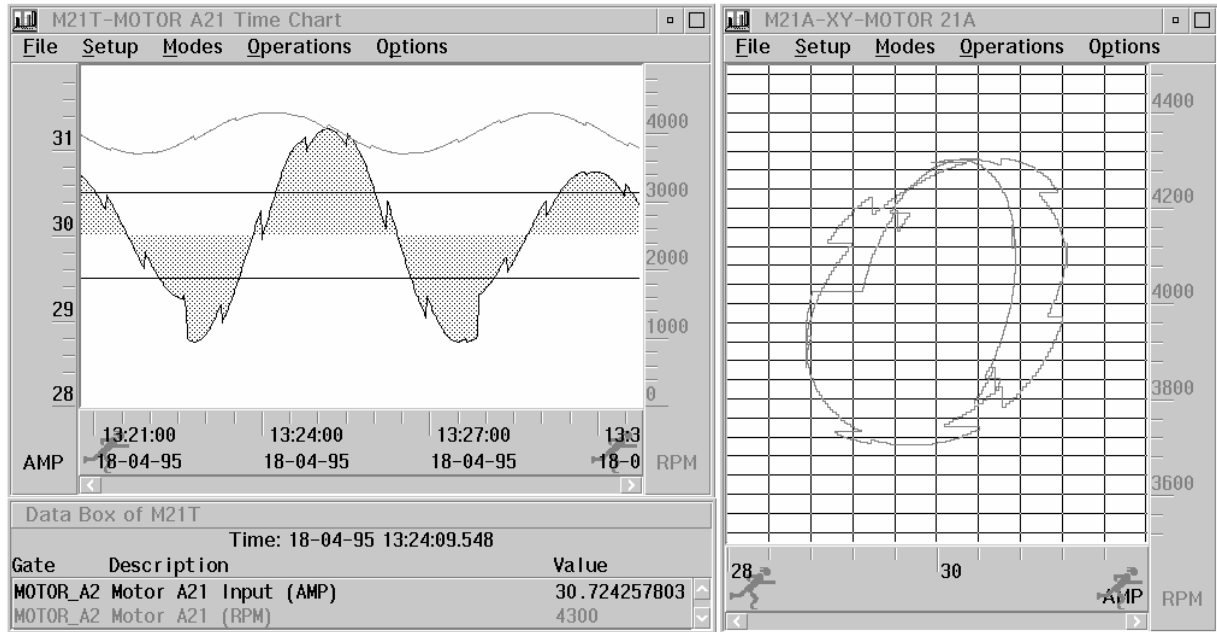 M21T-MOTOR A21 Time Chart
File Setup Modes Operations Options
31
30
29
28
4000
3000
2000
1000
0
13:21:00 13:24:00 13:27:00 13:3
AMP 18-04-95 18-04-95 18-04-95 18-0 RPM
Data Box of M21T
Time: 18-04-95 13:24:09.548
Gate Description Value
MOTOR_A2 Motor A21 Input (AMP) 30.724257803
MOTOR_A2 Motor A21 (RPM) 4300
M21A-XY-MOTOR 21A
File Setup Modes Operations Options
4400
4200
4000
3800
3600
28 30
AMP RPM